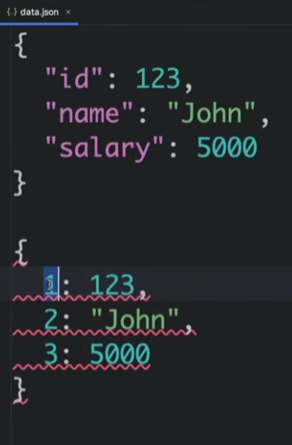 {.} data.json ×
{
"id": 123,
"name": "John",
"salary": 5000
}
{
1: 123,
2: "John",
3: 5000
}